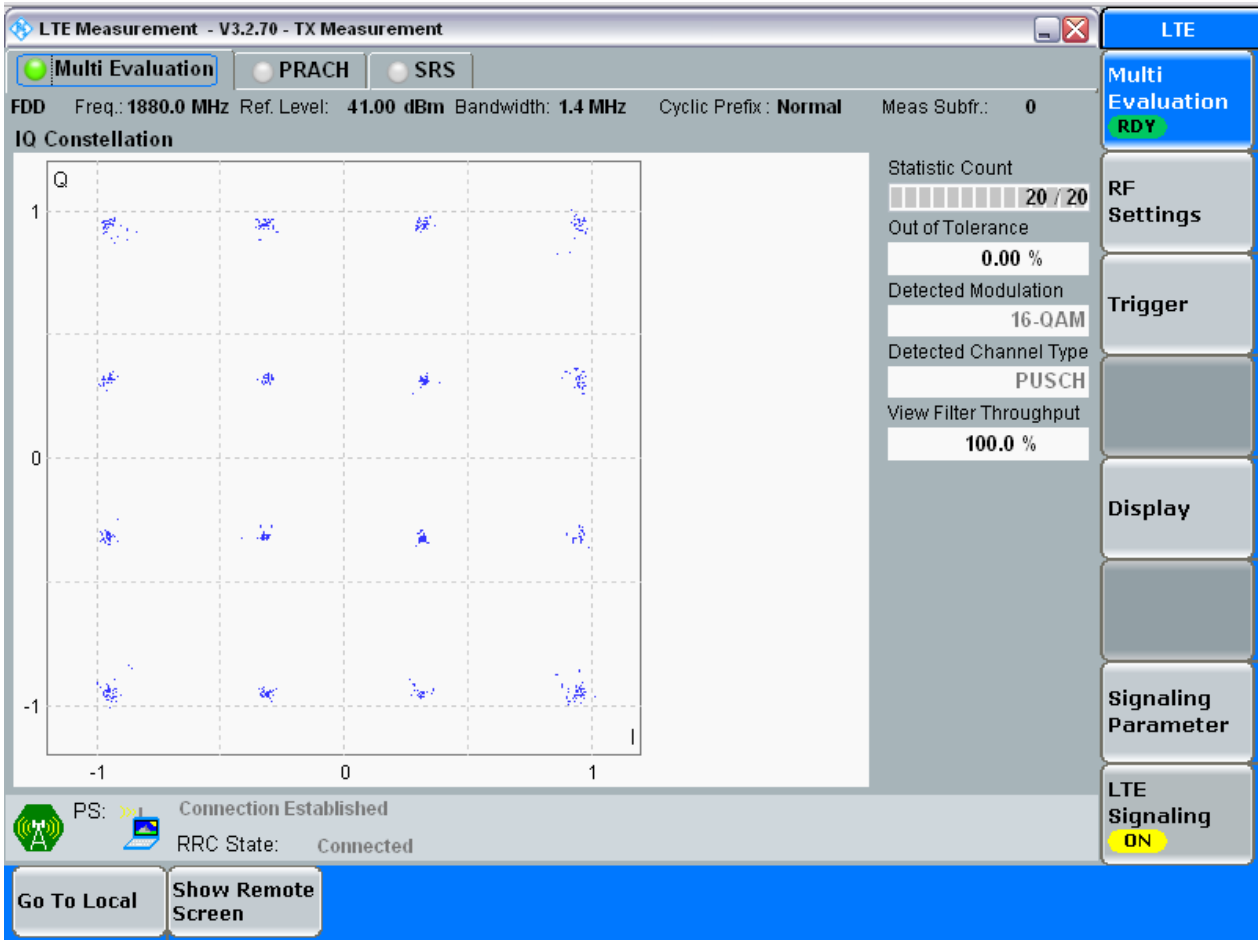 LTE Measurement - V3.2.70 - TX Measurement
LTE
Multi Evaluation PRACH SRS
Multi
Evaluation
RDY
FDD Freq.: 1880.0 MHz Ref. Level: 41.00 dBm Bandwidth: 1.4 MHz Cyclic Prefix : Normal Meas Subfr.: 0
IQ Constellation
Q
1
0
-1
I
-1 0 1
Statistic Count
20 / 20
Out of Tolerance
0.00 %
Detected Modulation
16-QAM
Detected Channel Type
PUSCH
View Filter Throughput
100.0 %
RF
Settings
Trigger
Display
Signaling
Parameter
LTE
Signaling
ON
PS: Connection Established
RRC State: Connected
Go To Local
Show Remote
Screen